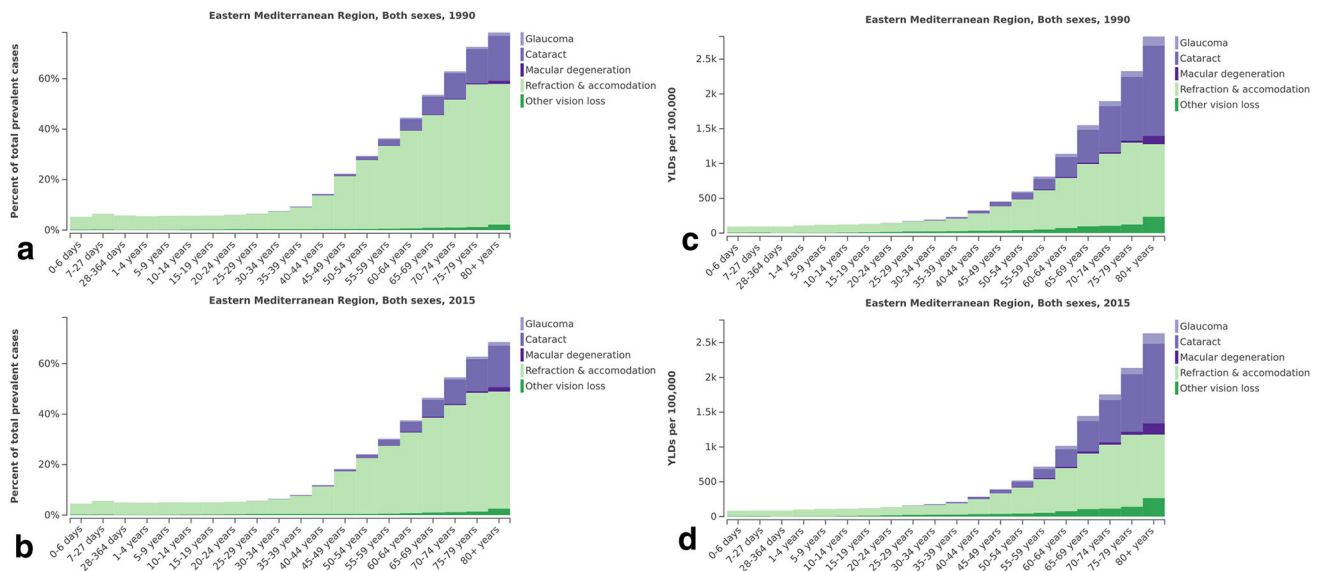 a
Eastern Mediterranean Region, Both sexes, 1990
Percent of total prevalent cases
60%
40%
20%
0%
0-6 days
7-27 days
28-364 days
1-4 years
5-9 years
10-14 years
15-19 years
20-24 years
25-29 years
30-34 years
35-39 years
40-44 years
45-49 years
50-54 years
55-59 years
60-64 years
65-69 years
70-74 years
75-79 years
80+ years
Glaucoma
Cataract
Macular degeneration
Refraction & accomodation
Other vision loss
b
Eastern Mediterranean Region, Both sexes, 2015
Percent of total prevalent cases
60%
40%
20%
0%
0-6 days
7-27 days
28-364 days
1-4 years
5-9 years
10-14 years
15-19 years
20-24 years
25-29 years
30-34 years
35-39 years
40-44 years
45-49 years
50-54 years
55-59 years
60-64 years
65-69 years
70-74 years
75-79 years
80+ years
Glaucoma
Cataract
Macular degeneration
Refraction & accomodation
Other vision loss
c
Eastern Mediterranean Region, Both sexes, 1990
YLDs per 100,000
2.5k
2k
1.5k
1k
500
0
0-6 days
7-27 days
28-364 days
1-4 years
5-9 years
10-14 years
15-19 years
20-24 years
25-29 years
30-34 years
35-39 years
40-44 years
45-49 years
50-54 years
55-59 years
60-64 years
65-69 years
70-74 years
75-79 years
80+ years
Glaucoma
Cataract
Macular degeneration
Refraction & accomodation
Other vision loss
d
Eastern Mediterranean Region, Both sexes, 2015
YLDs per 100,000
2.5k
2k
1.5k
1k
500
0
0-6 days
7-27 days
28-364 days
1-4 years
5-9 years
10-14 years
15-19 years
20-24 years
25-29 years
30-34 years
35-39 years
40-44 years
45-49 years
50-54 years
55-59 years
60-64 years
65-69 years
70-74 years
75-79 years
80+ years
Glaucoma
Cataract
Macular degeneration
Refraction & accomodation
Other vision loss